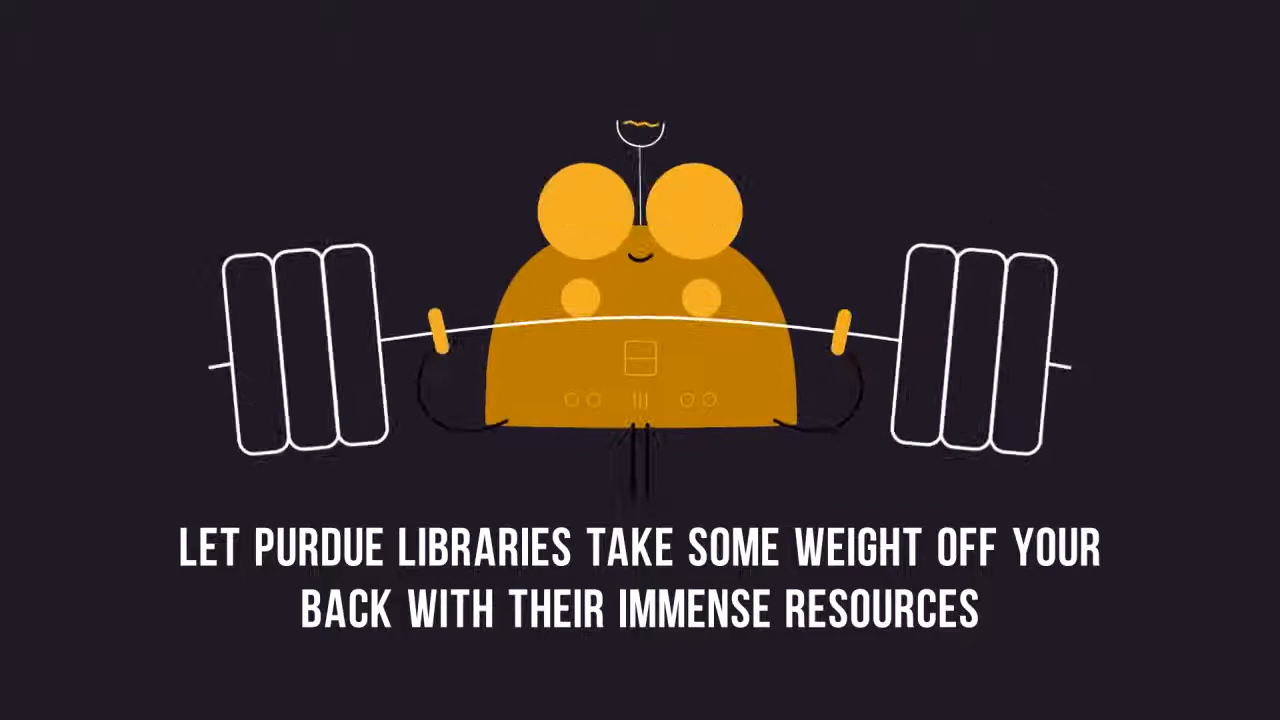 LET PURDUE LIBRARIES TAKE SOME WEIGHT OFF YOUR
BACK WITH THEIR IMMENSE RESOURCES